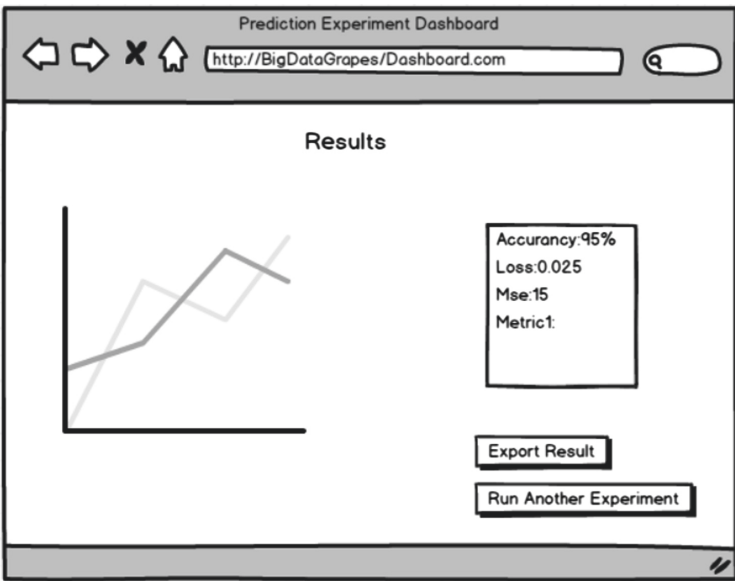 Prediction Experiment Dashboard
http://BigDataGrapes/Dashboard.com
Results
Accurancy:95%
Loss:0.025
Mse:15
Metric1:
Export Result
Run Another Experiment